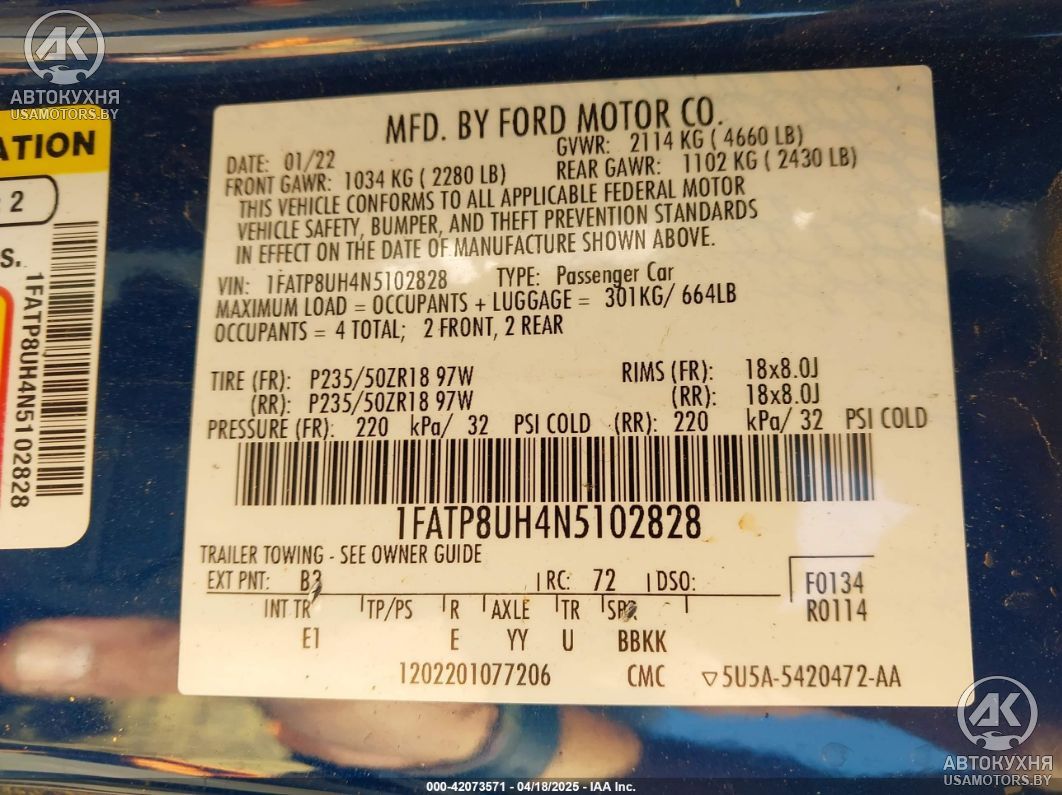 AK
АВТОКУХНЯ
USAMOTORS.BY
ATION
: 2
S.
1FATP8UH4N5102828
MFD. BY FORD MOTOR CO.
DATE: 01/22 GVWR: 2114 KG ( 4660 LB)
FRONT GAWR: 1034 KG ( 2280 LB) REAR GAWR: 1102 KG ( 2430 LB)
THIS VEHICLE CONFORMS TO ALL APPLICABLE FEDERAL MOTOR
VEHICLE SAFETY, BUMPER, AND THEFT PREVENTION STANDARDS
IN EFFECT ON THE DATE OF MANUFACTURE SHOWN ABOVE.
VIN: 1FATP8UH4N5102828 TYPE: Passenger Car
MAXIMUM LOAD = OCCUPANTS + LUGGAGE = 301KG/ 664LB
OCCUPANTS = 4 TOTAL; 2 FRONT, 2 REAR
TIRE (FR): P235/50ZR18 97W RIMS (FR): 18x8.0J
(RR): P235/50ZR18 97W (RR): 18x8.0J
PRESSURE (FR): 220 kPa/ 32 PSI COLD (RR): 220 kPa/ 32 PSI COLD
1FATP8UH4N5102828
TRAILER TOWING - SEE OWNER GUIDE
EXT PNT: B3 RC: 72 DSO: F0134
INT TR TP/PS R AXLE TR SPR R0114
E1 E YY U BBKK
1202201077206 CMC ▽5U5A-5420472-AA
000-42073571 - 04/18/2025 - IAA Inc.
AK
АВТОКУХНЯ
USAMOTORS.BY